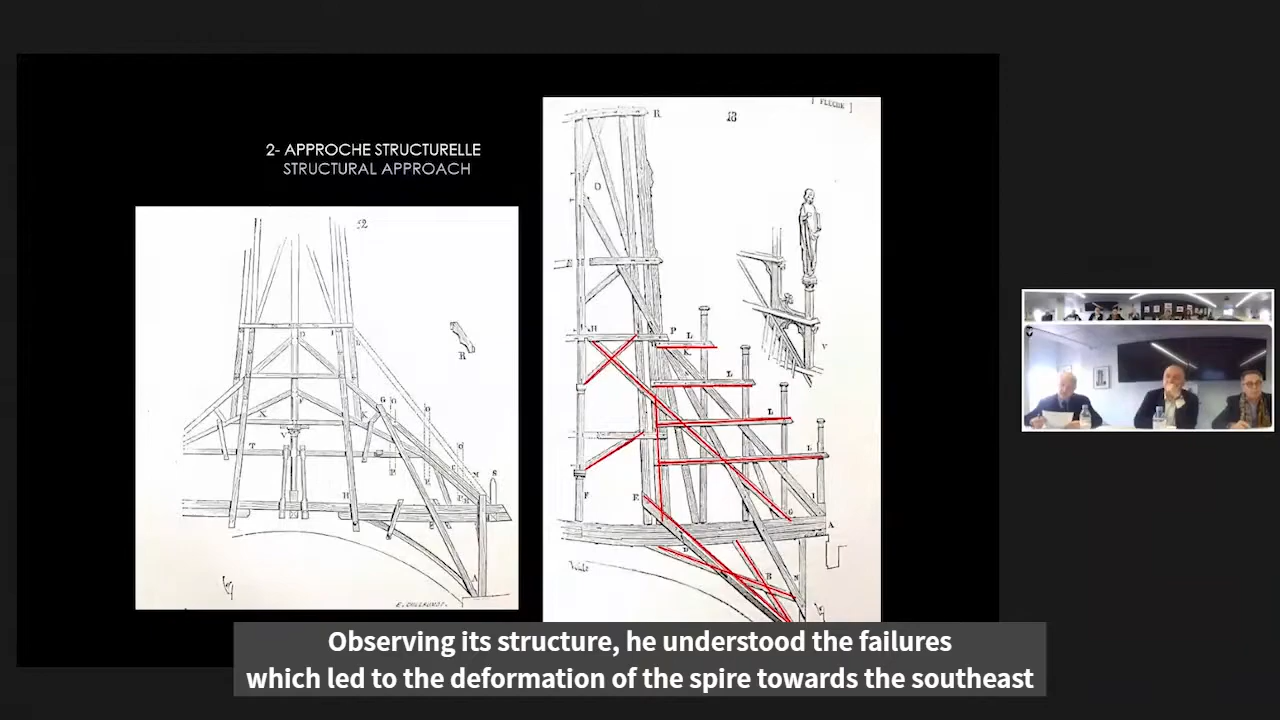 2- APPROCHE STRUCTURELLE
STRUCTURAL APPROACH
[ FLECHE ]
R
O
H
P
L
K
L
V
L
L
F
E
G
A
D
B
N
R
X
K
G
T
H
S
M
A
E. GUILLAUMOT.
Observing its structure, he understood the failures
which led to the deformation of the spire towards the southeast